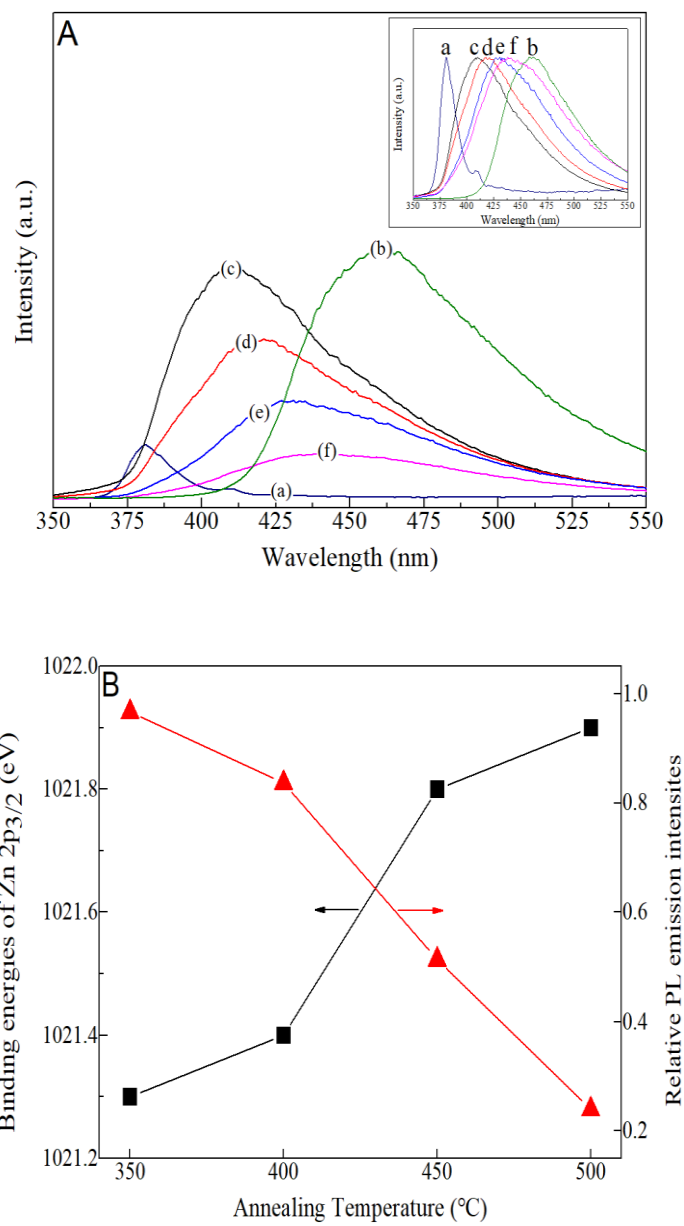 A
a c d e f b
Intensity (a.u.)
350 375 400 425 450 475 500 525 550
Wavelength (nm)
(b)
(c)
(d)
(e)
(f)
(a)
Intensity (a.u.)
350 375 400 425 450 475 500 525 550
Wavelength (nm)
B
1022.0
1021.8
1021.6
1021.4
1021.2
Binding energies of Zn 2p3/2 (eV)
1.0
0.8
0.6
0.4
0.2
Relative PL emission intensites
350 400 450 500
Annealing Temperature (℃)